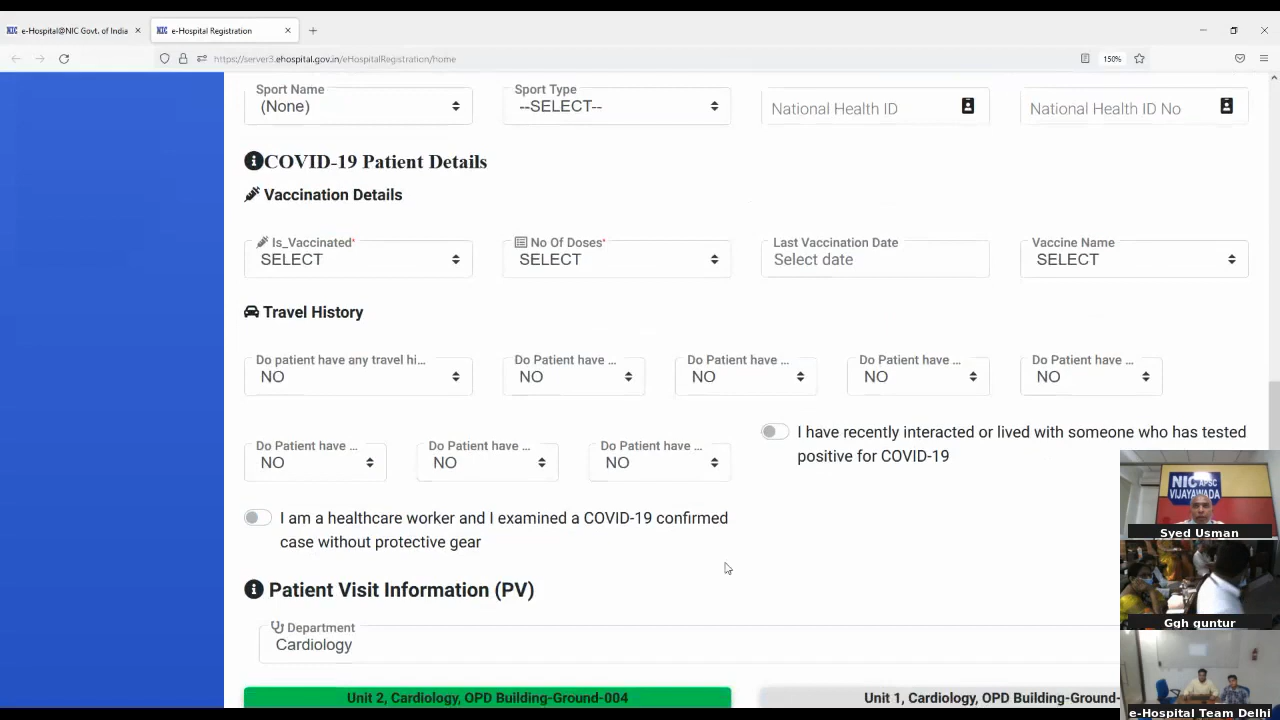 NIC e-Hospital@NIC Govt. of India
NIC e-Hospital Registration
https://server3.ehospital.gov.in/eHospitalRegistration/home
150%
Sport Name
(None)
Sport Type
--SELECT--
National Health ID
National Health ID No
COVID-19 Patient Details
Vaccination Details
Is_Vaccinated*
SELECT
No Of Doses*
SELECT
Last Vaccination Date
Select date
Vaccine Name
SELECT
Travel History
Do patient have any travel hi...
NO
Do Patient have ...
NO
Do Patient have ...
NO
Do Patient have ...
NO
Do Patient have ...
NO
Do Patient have ...
NO
Do Patient have ...
NO
Do Patient have ...
NO
I have recently interacted or lived with someone who has tested
positive for COVID-19
I am a healthcare worker and I examined a COVID-19 confirmed
case without protective gear
Patient Visit Information (PV)
Department
Cardiology
Unit 2, Cardiology, OPD Building-Ground-004
Unit 1, Cardiology, OPD Building-Ground-
NIC APSC
VIJAYAWADA
Syed Usman
Ggh guntur
e-Hospital Team Delhi